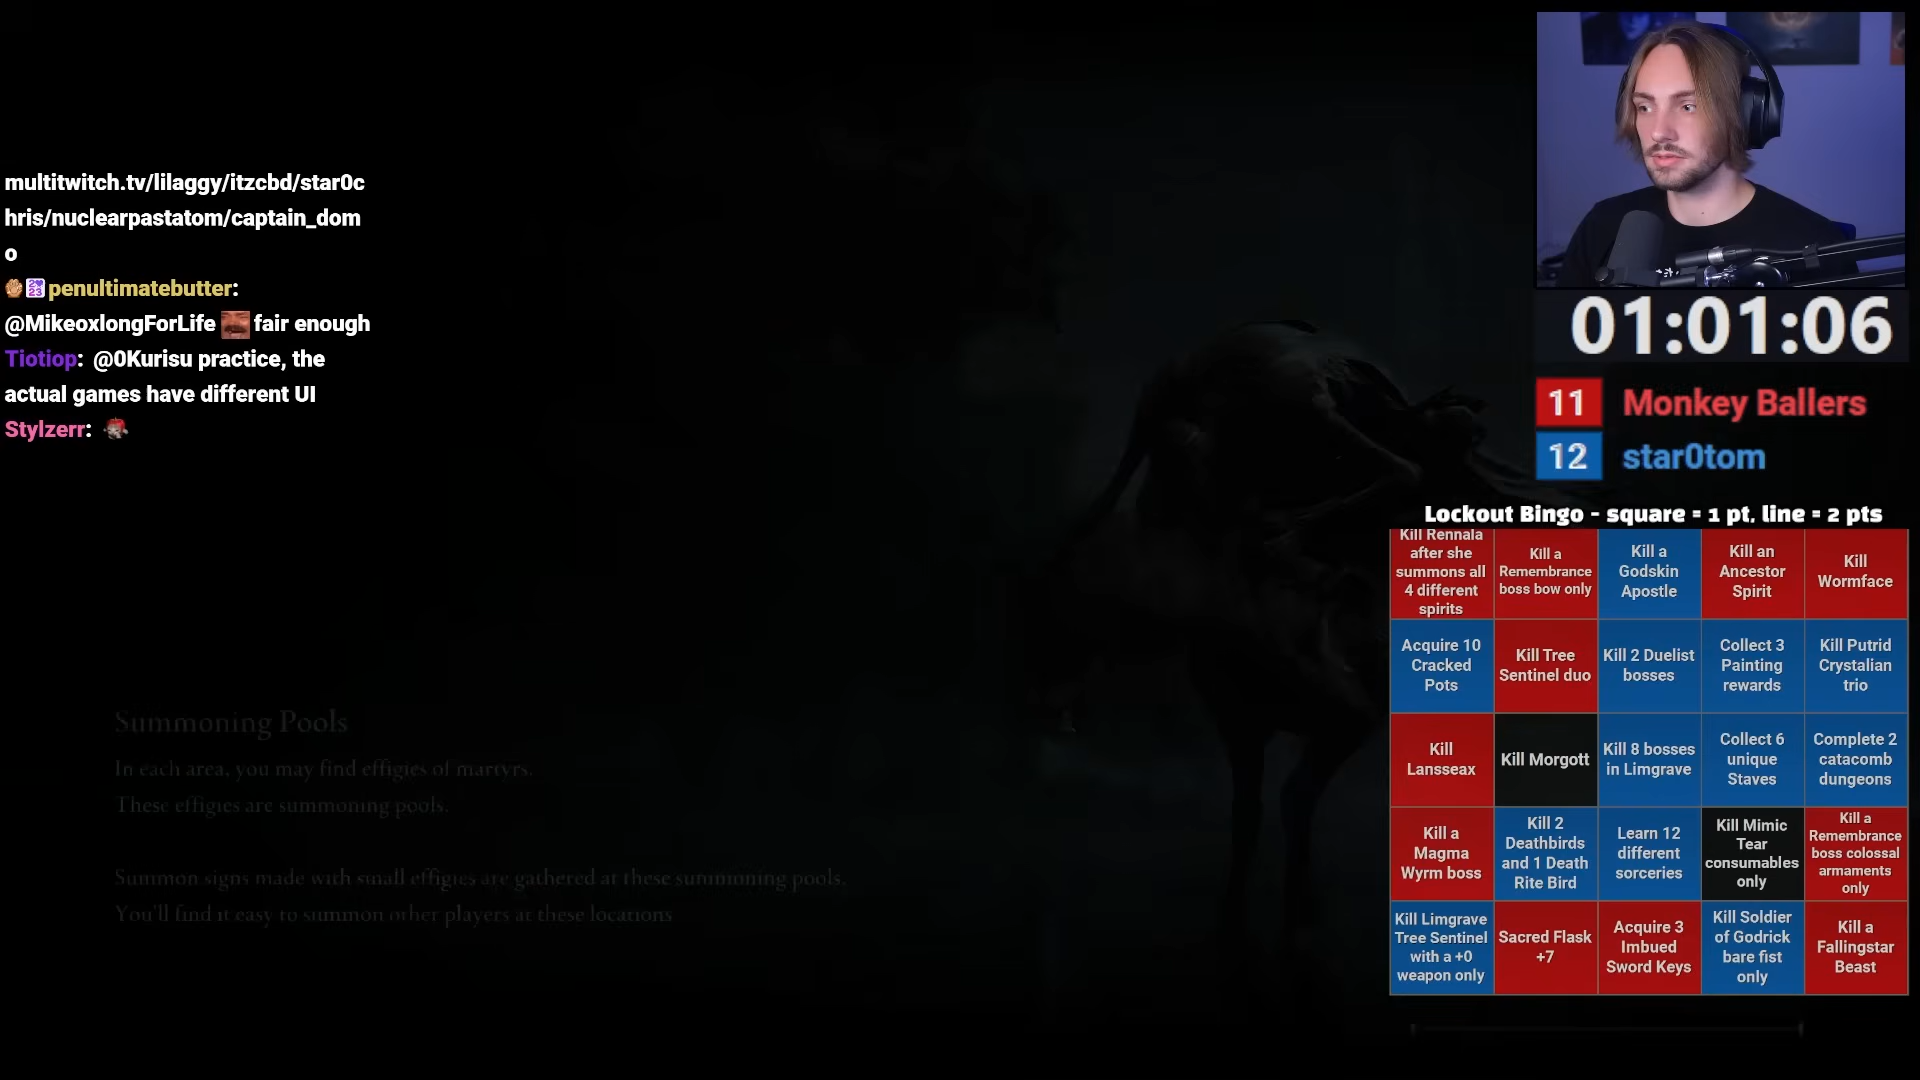 multitwitch.tv/lilaggy/itzcbd/star0c
hris/nuclearpastatom/captain_dom
o
penultimatebutter:
@MikeoxlongForLife fair enough
Tiotiop: @0Kurisu practice, the
actual games have different UI
Stylzerr:
Summoning Pools
In each area, you may find effigies of martyrs.
These effigies are summoning pools.
Summon signs made with small effigies are gathered at these summoning pools.
You'll find it easy to summon other players at these locations
01:01:06
11 Monkey Ballers
12 star0tom
Lockout Bingo - square = 1 pt. line = 2 pts
Kill Rennala
after she
summons all
4 different
spirits
Kill a
Remembrance
boss bow only
Kill a
Godskin
Apostle
Kill an
Ancestor
Spirit
Kill
Wormface
Acquire 10
Cracked
Pots
Kill Tree
Sentinel duo
Kill 2 Duelist
bosses
Collect 3
Painting
rewards
Kill Putrid
Crystalian
trio
Kill
Lansseax
Kill Morgott
Kill 8 bosses
in Limgrave
Collect 6
unique
Staves
Complete 2
catacomb
dungeons
Kill a
Magma
Wyrm boss
Kill 2
Deathbirds
and 1 Death
Rite Bird
Learn 12
different
sorceries
Kill Mimic
Tear
consumables
only
Kill a
Remembrance
boss colossal
armaments
only
Kill Limgrave
Tree Sentinel
with a +0
weapon only
Sacred Flask
+7
Acquire 3
Imbued
Sword Keys
Kill Soldier
of Godrick
bare fist
only
Kill a
Fallingstar
Beast